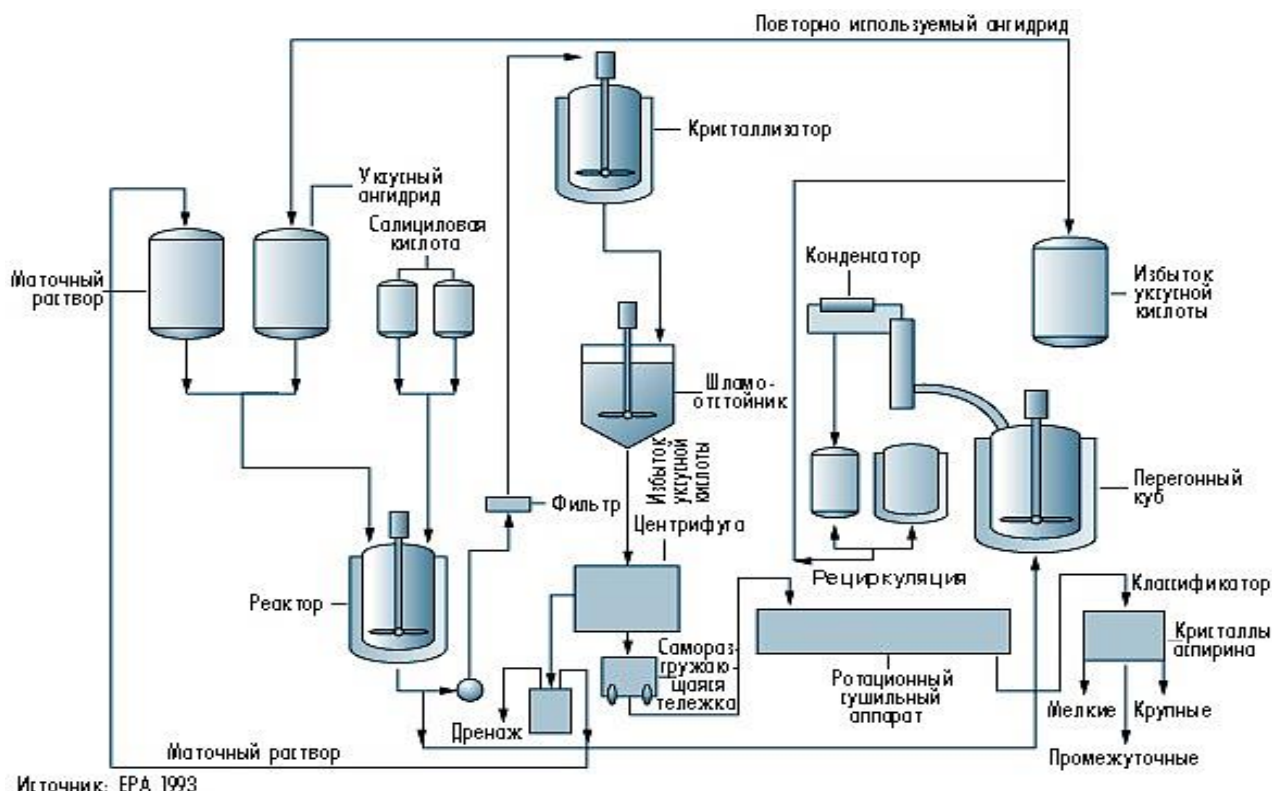 Повторно используемый ангидрид
Кристаллизатор
Уксусный
ангидрид
Салициловая
кислота
Маточный
раствор
Конденсатор
Избыток
уксусной
кислоты
Шламо-
отстойник
Избыток
уксусной
кислоты
Перегонный
куб
Фильтр
Центрифуга
Рециркуляция
Реактор
Классификатор
Кристаллы
аспирина
Самораз-
гружаю-
щаяся
тележка
Ротационный
сушильный
аппарат
Мелкие
Крупные
Дренаж
Маточный раствор
Промежуточные
Источник: EPA 1993